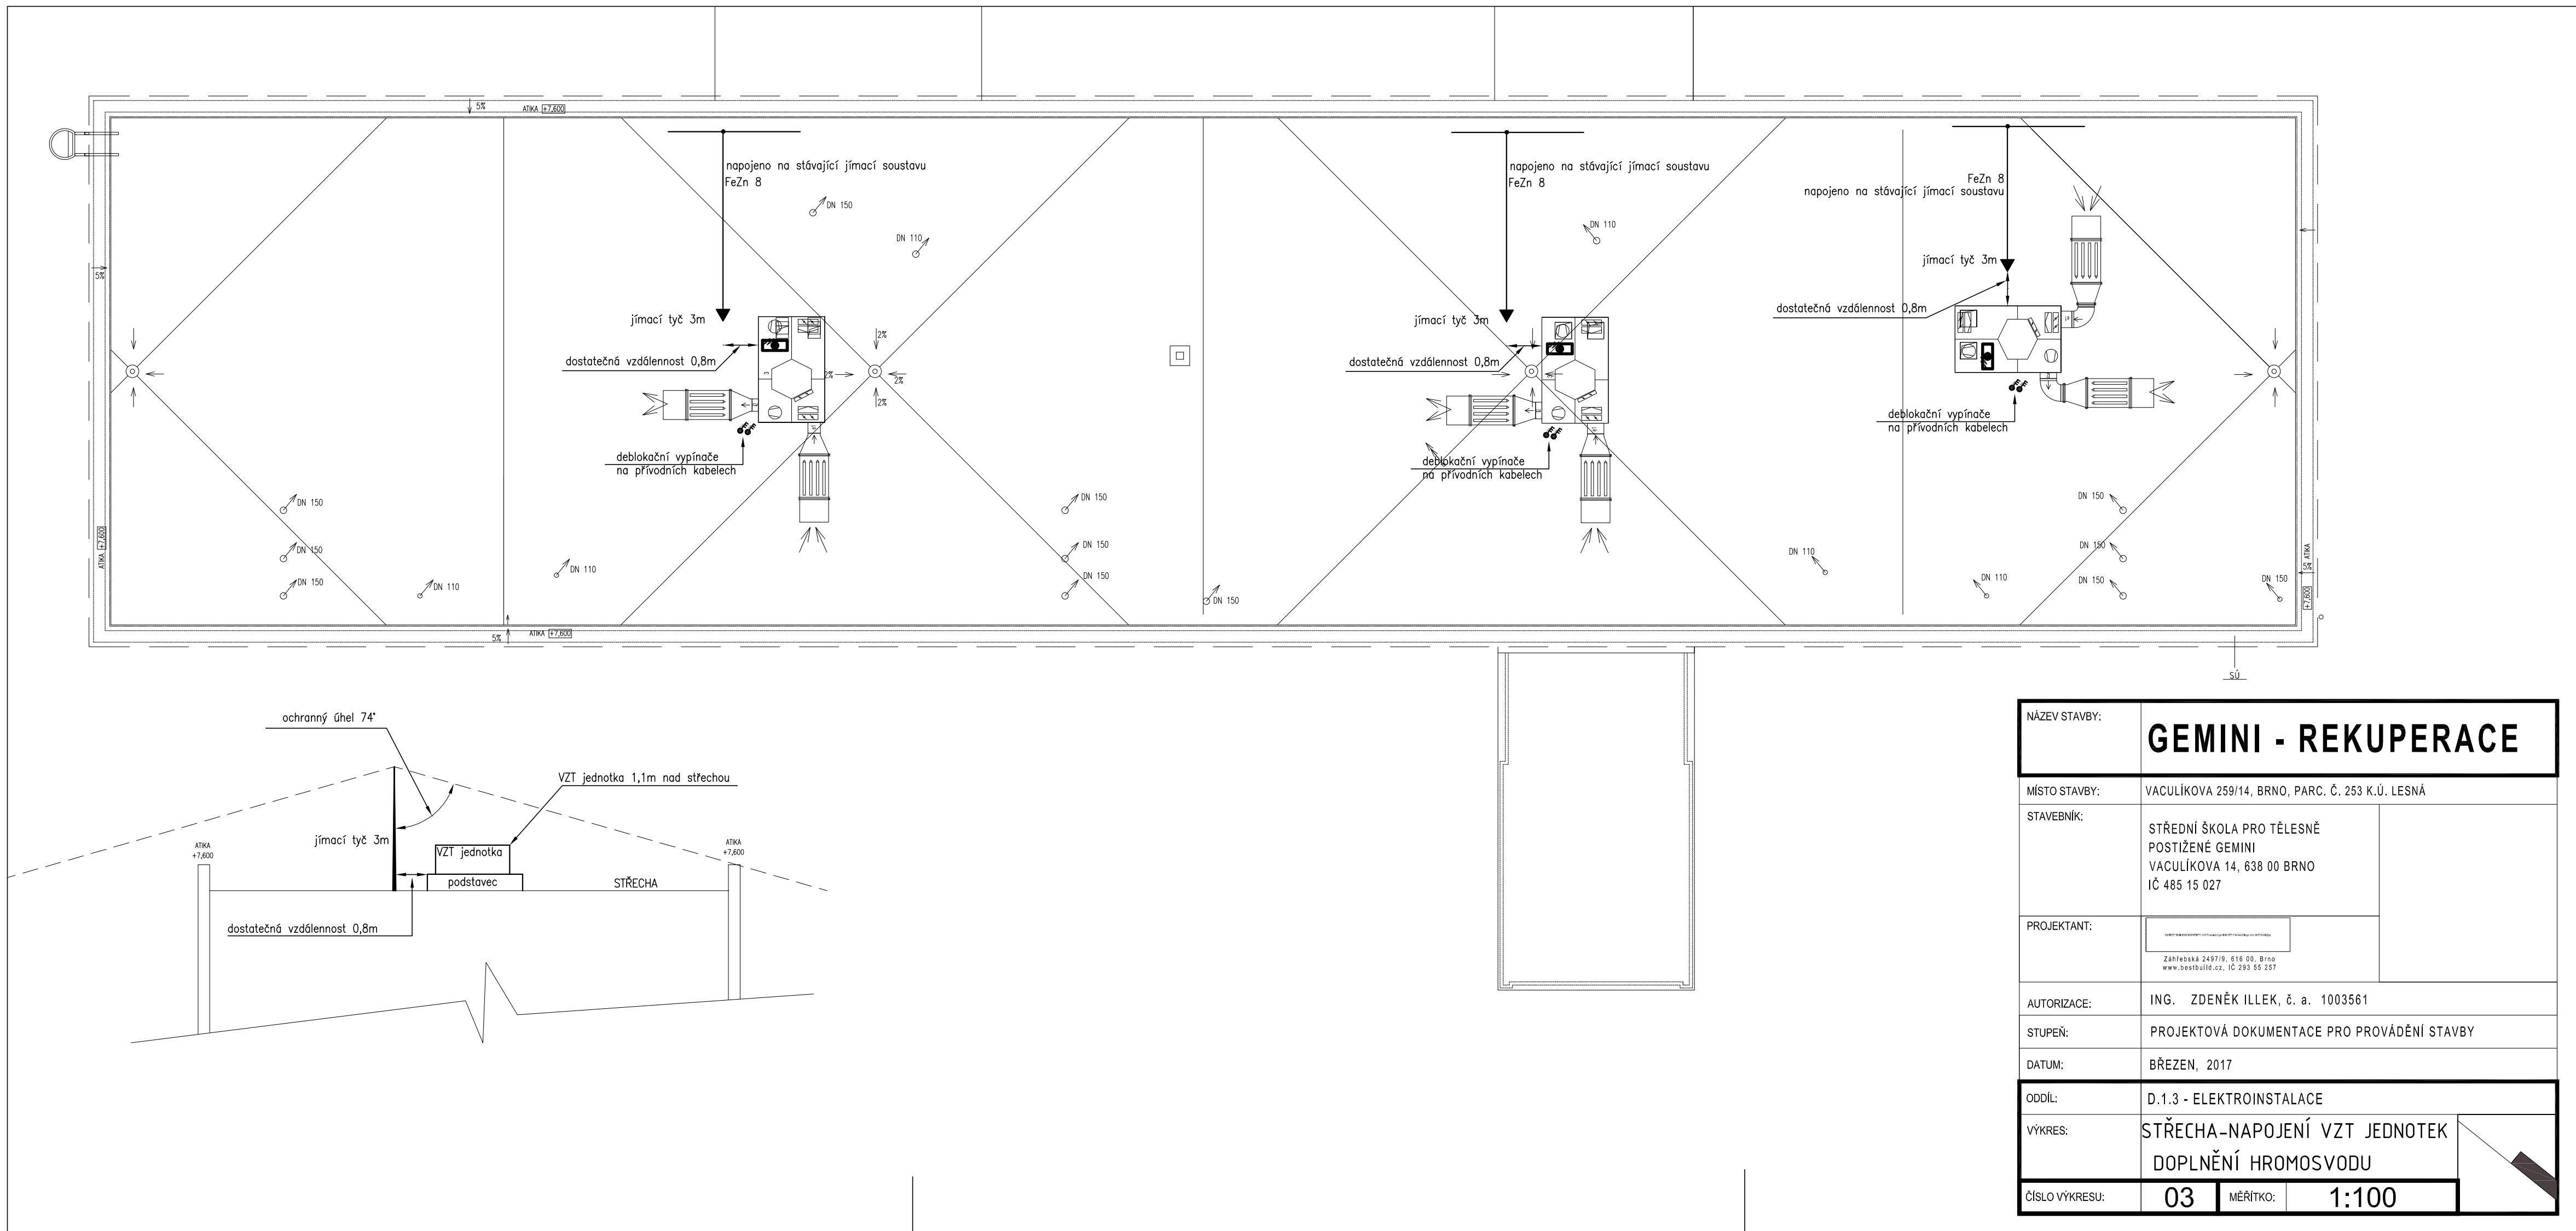 5%
ATIKA +7,600
napojeno na stávající jímací soustavu
FeZn 8
DN 150
DN 110
jímací tyč 3m
dostatečná vzdálennost 0,8m
2%
2%
2%
2%
deblokační vypínače
na přívodních kabelech
napojeno na stávající jímací soustavu
FeZn 8
DN 110
jímací tyč 3m
dostatečná vzdálennost 0,8m
deblokační vypínače
na přívodních kabelech
FeZn 8
napojeno na stávající jímací soustavu
jímací tyč 3m
dostatečná vzdálennost 0,8m
deblokační vypínače
na přívodních kabelech
5%
ATIKA +7,600
DN 150
DN 150
DN 150
DN 110
DN 110
DN 150
DN 150
DN 150
DN 150
DN 110
DN 110
DN 150
DN 150
DN 150
DN 150
5%
ATIKA
+7,600
5%
ATIKA +7,600
SÚ
ochranný úhel 74°
VZT jednotka 1,1m nad střechou
jímací tyč 3m
ATIKA
+7,600
VZT jednotka
podstavec
STŘECHA
ATIKA
+7,600
dostatečná vzdálennost 0,8m
NÁZEV STAVBY:
GEMINI - REKUPERACE
MÍSTO STAVBY:
VACULÍKOVA 259/14, BRNO, PARC. Č. 253 K.Ú. LESNÁ
STAVEBNÍK:
STŘEDNÍ ŠKOLA PRO TĚLESNĚ
POSTIŽENÉ GEMINI
VACULÍKOVA 14, 638 00 BRNO
IČ 485 15 027
PROJEKTANT:
Záhřebská 2497/9, 616 00, Brno
www.bestbuild.cz, IČ 293 55 257
AUTORIZACE:
ING. ZDENĚK ILLEK, č. a. 1003561
STUPEŇ:
PROJEKTOVÁ DOKUMENTACE PRO PROVÁDĚNÍ STAVBY
DATUM:
BŘEZEN, 2017
ODDÍL:
D.1.3 - ELEKTROINSTALACE
VÝKRES:
STŘECHA-NAPOJENÍ VZT JEDNOTEK
DOPLNĚNÍ HROMOSVODU
ČÍSLO VÝKRESU:
03
MĚŘÍTKO:
1:100